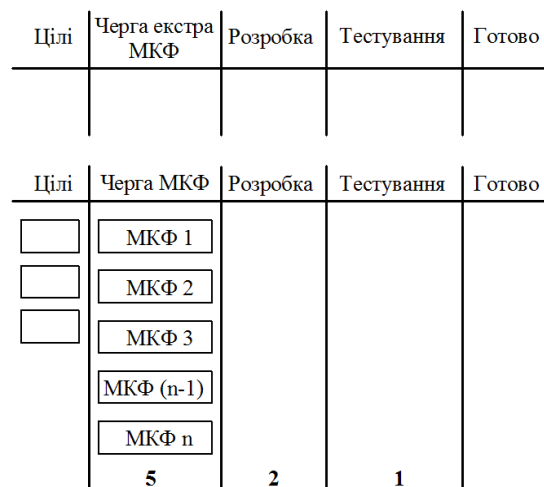 Цілі Черга екстра МКФ Розробка Тестування Готово
Цілі Черга МКФ Розробка Тестування Готово
МКФ 1
МКФ 2
МКФ 3
МКФ (n-1)
МКФ n
5 2 1